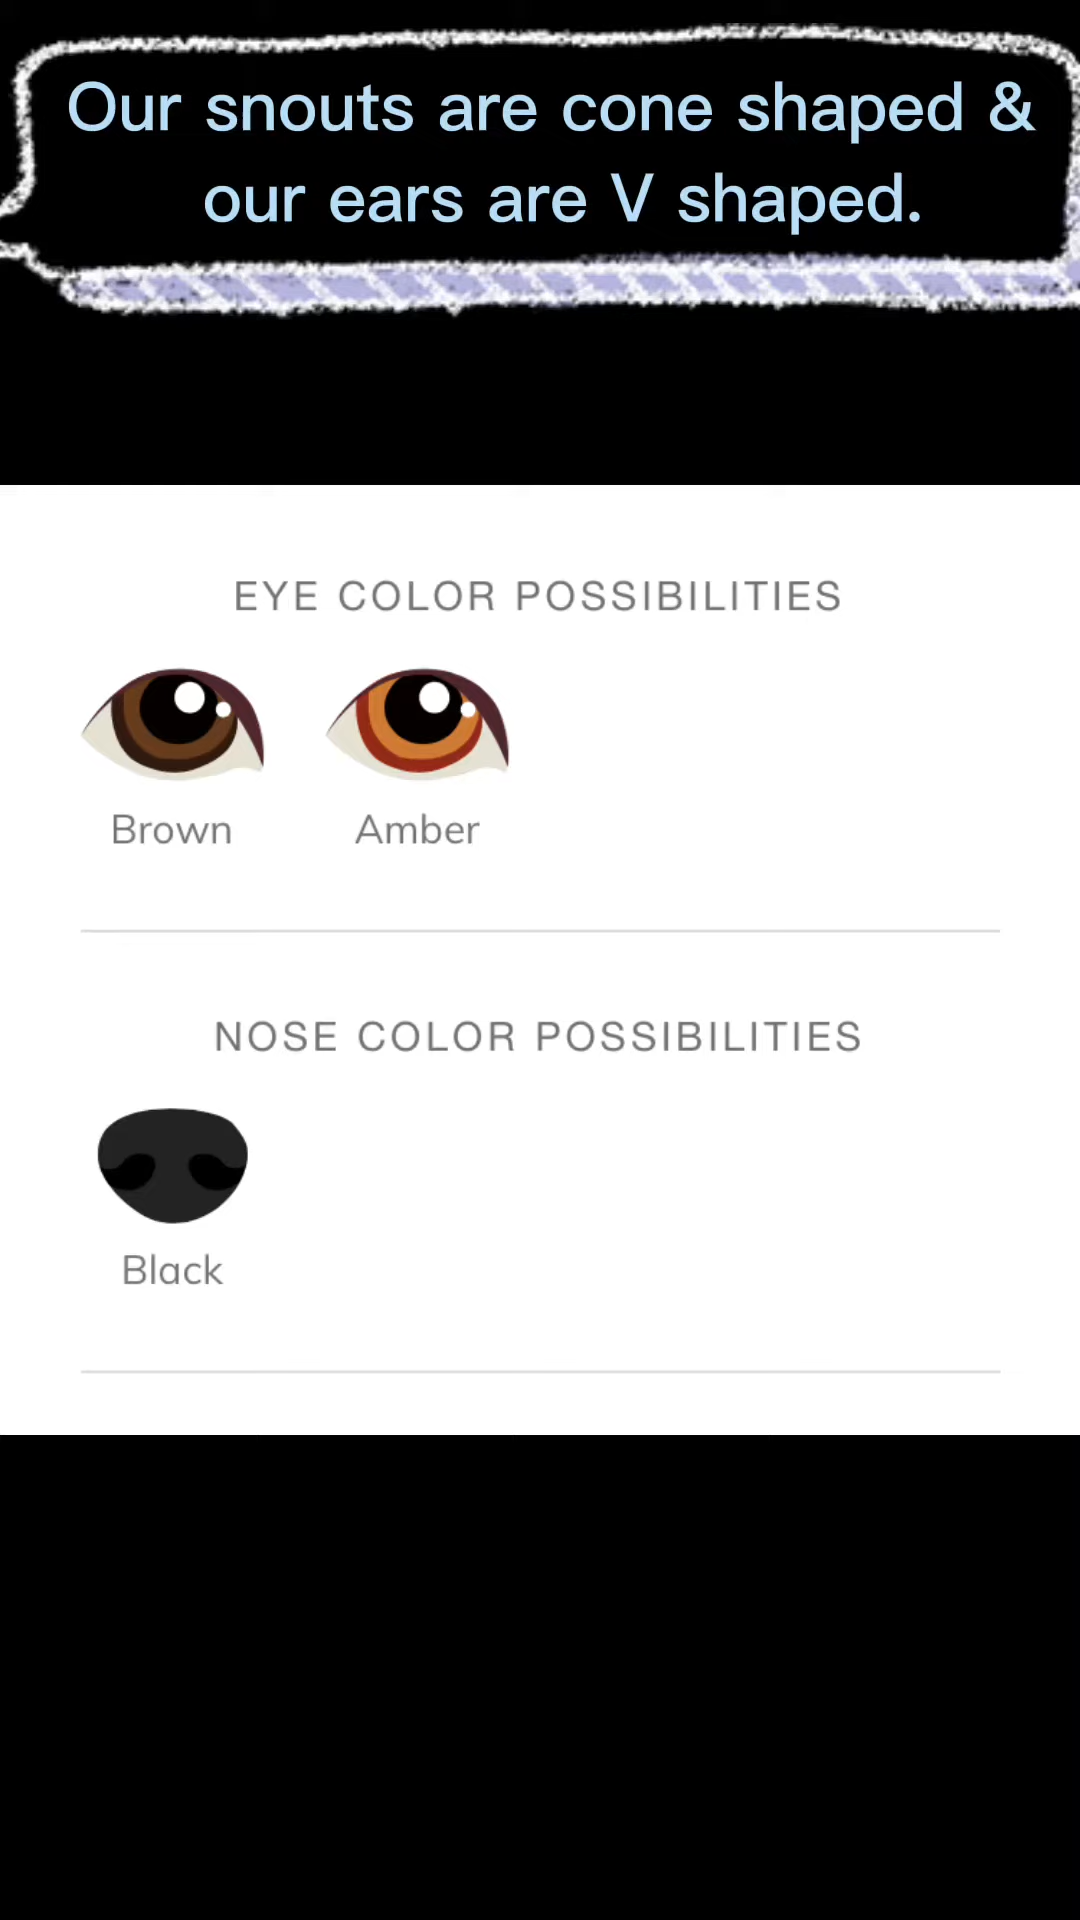 Our snouts are cone shaped &
our ears are V shaped.
EYE COLOR POSSIBILITIES
Brown Amber
NOSE COLOR POSSIBILITIES
Black